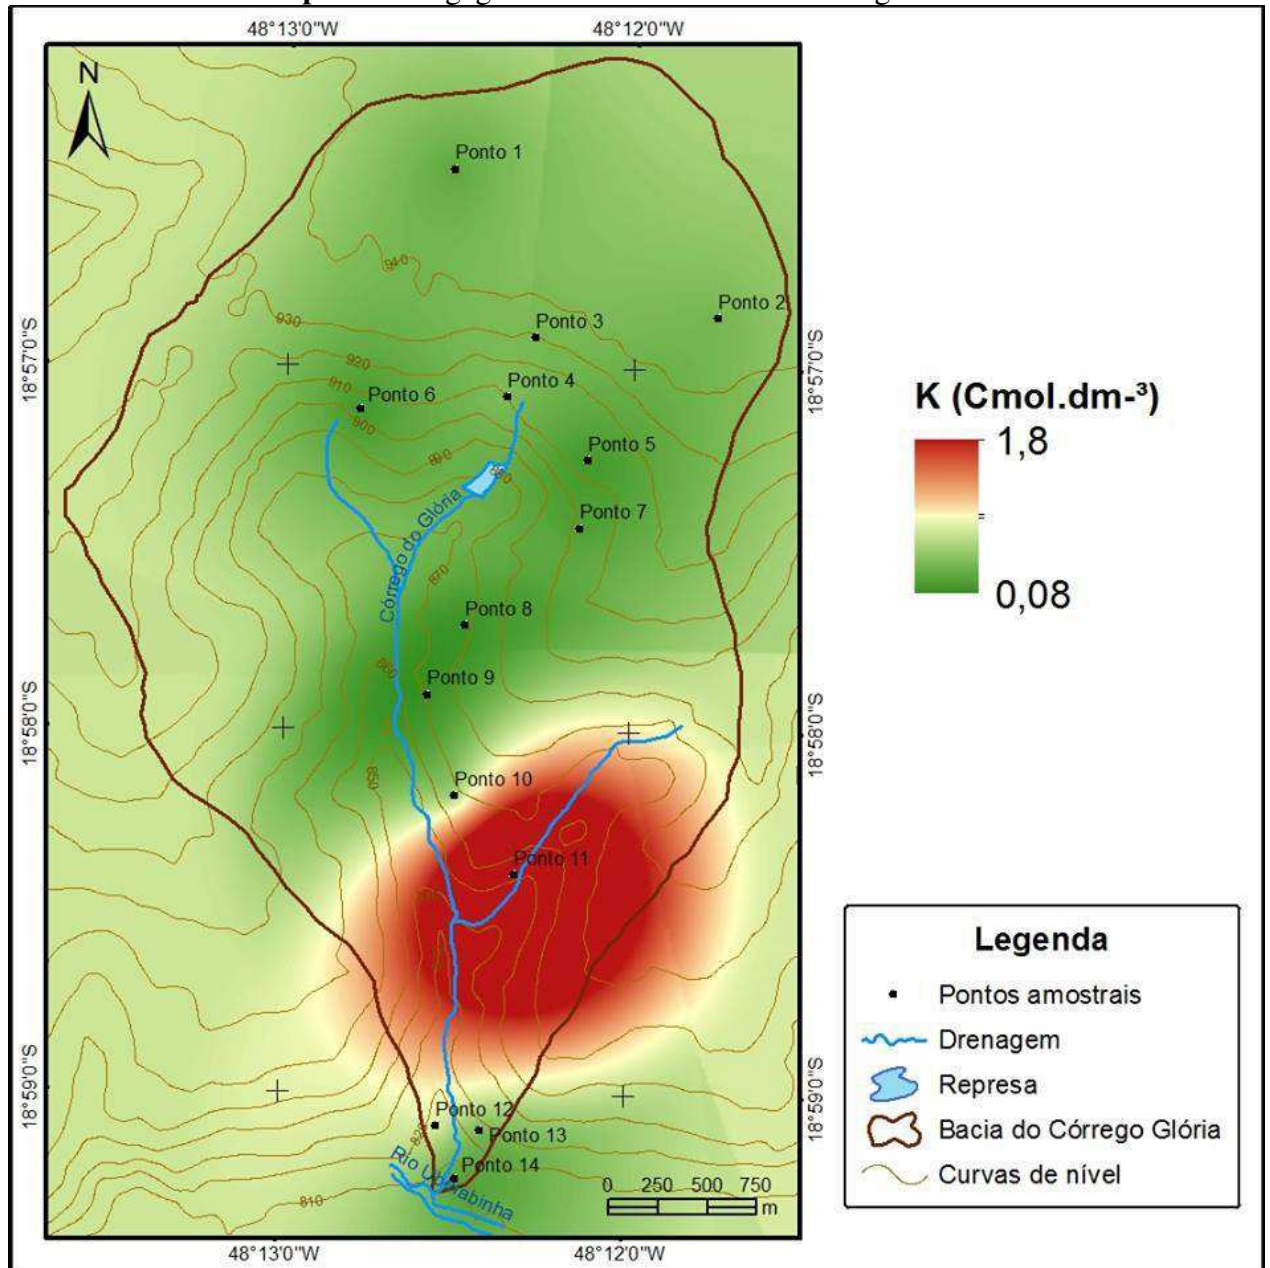 48°13'0"W 48°12'0"W
N
Ponto 1
940
Ponto 2
930
Ponto 3
18°57'0"S
18°57'0"S
920
910
Ponto 4
Ponto 6
900
K (Cmol.dm-³)
1,8
0,08
Ponto 5
890
880
Ponto 7
Córrego do Glória
870
Ponto 8
860
Ponto 9
18°58'0"S
18°58'0"S
850
Ponto 10
Ponto 11
Legenda
Pontos amostrais
Drenagem
Represa
Bacia do Córrego Glória
Curvas de nível
18°59'0"S
18°59'0"S
Ponto 12
Ponto 13
Ponto 14
Rio
810
0 250 500 750
m
48°13'0"W 48°12'0"W